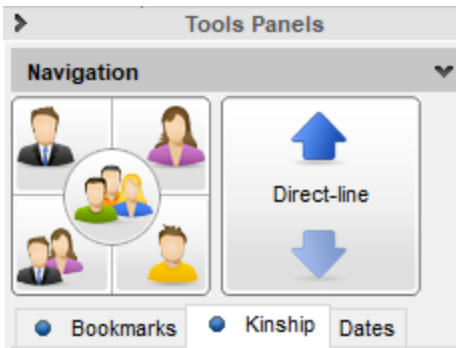 Tools Panels
Navigation
Direct-line
Bookmarks Kinship Dates